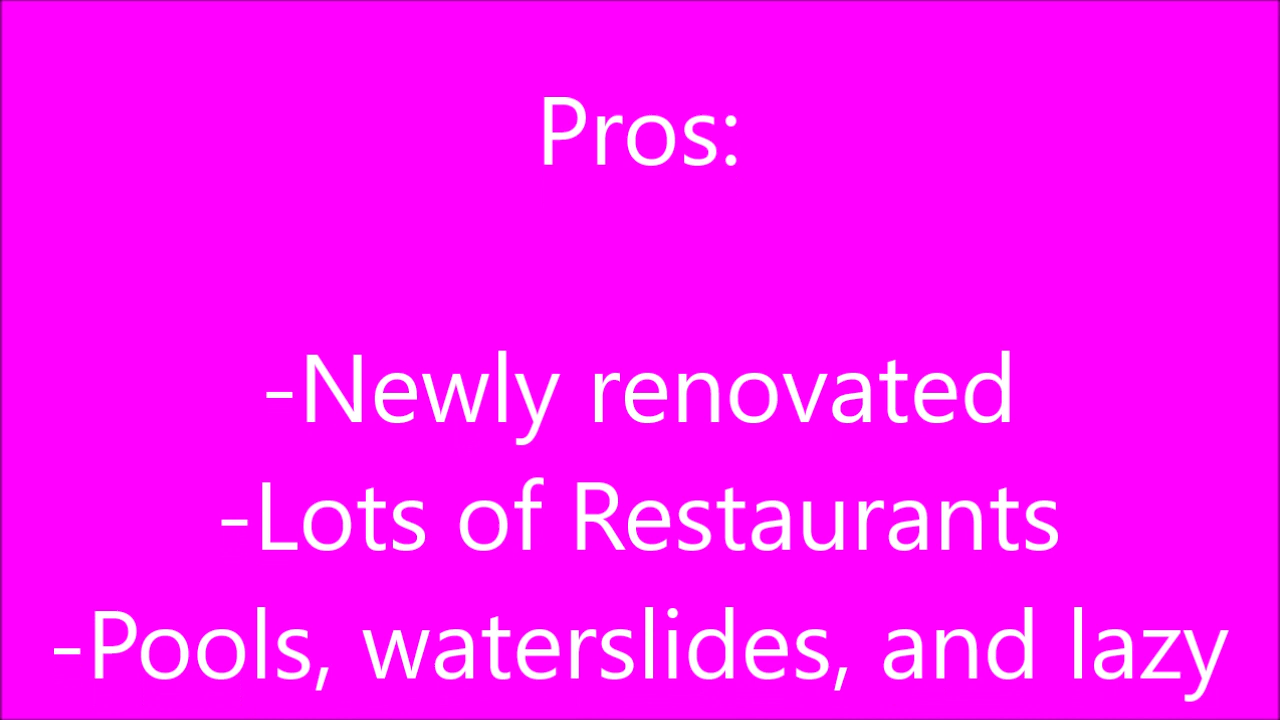 Pros:
-Newly renovated
-Lots of Restaurants
-Pools, waterslides, and lazy